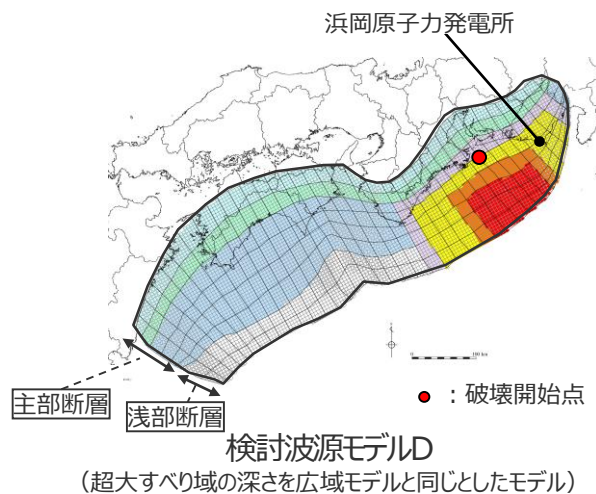 浜岡原子力発電所
100 km
主部断層
浅部断層
：破壊開始点
検討波源モデルD
（超大すべり域の深さを広域モデルと同じとしたモデル）